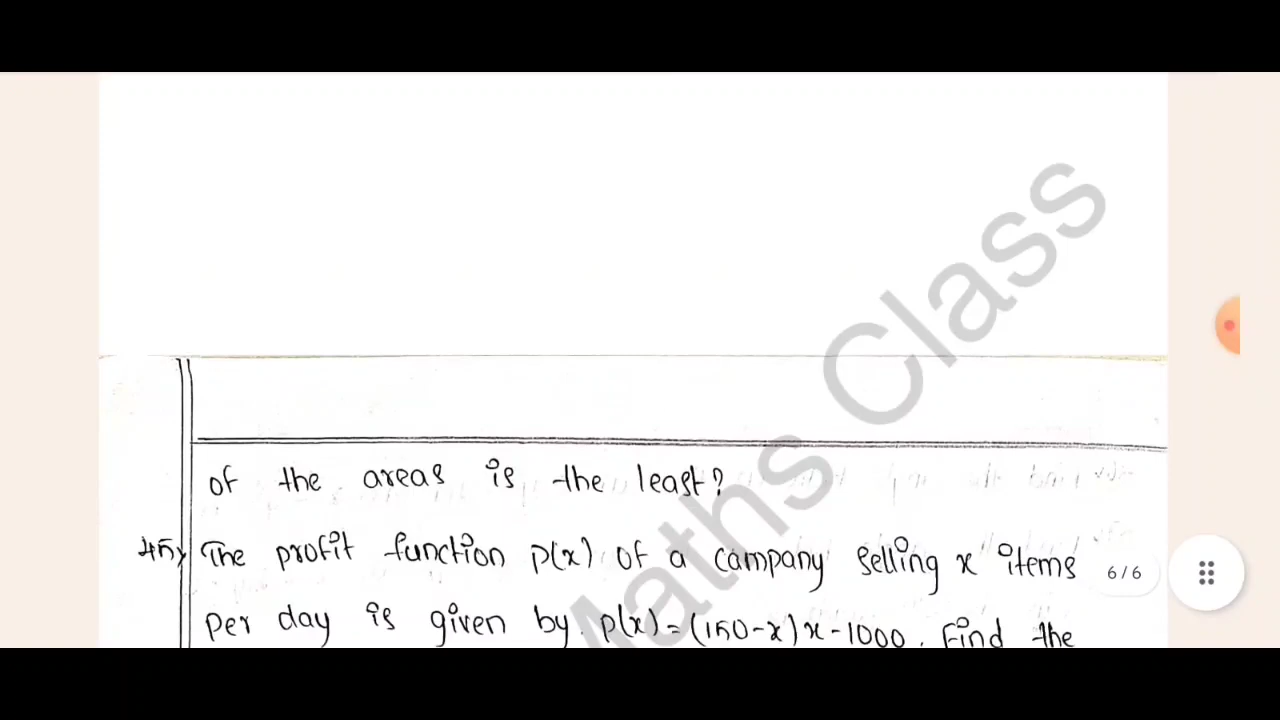 Maths Class
of the areas is the least?
45) The profit function p(x) of a campany selling x items
6/6
per day is given by p(x)=(150-x)x-1000. Find the